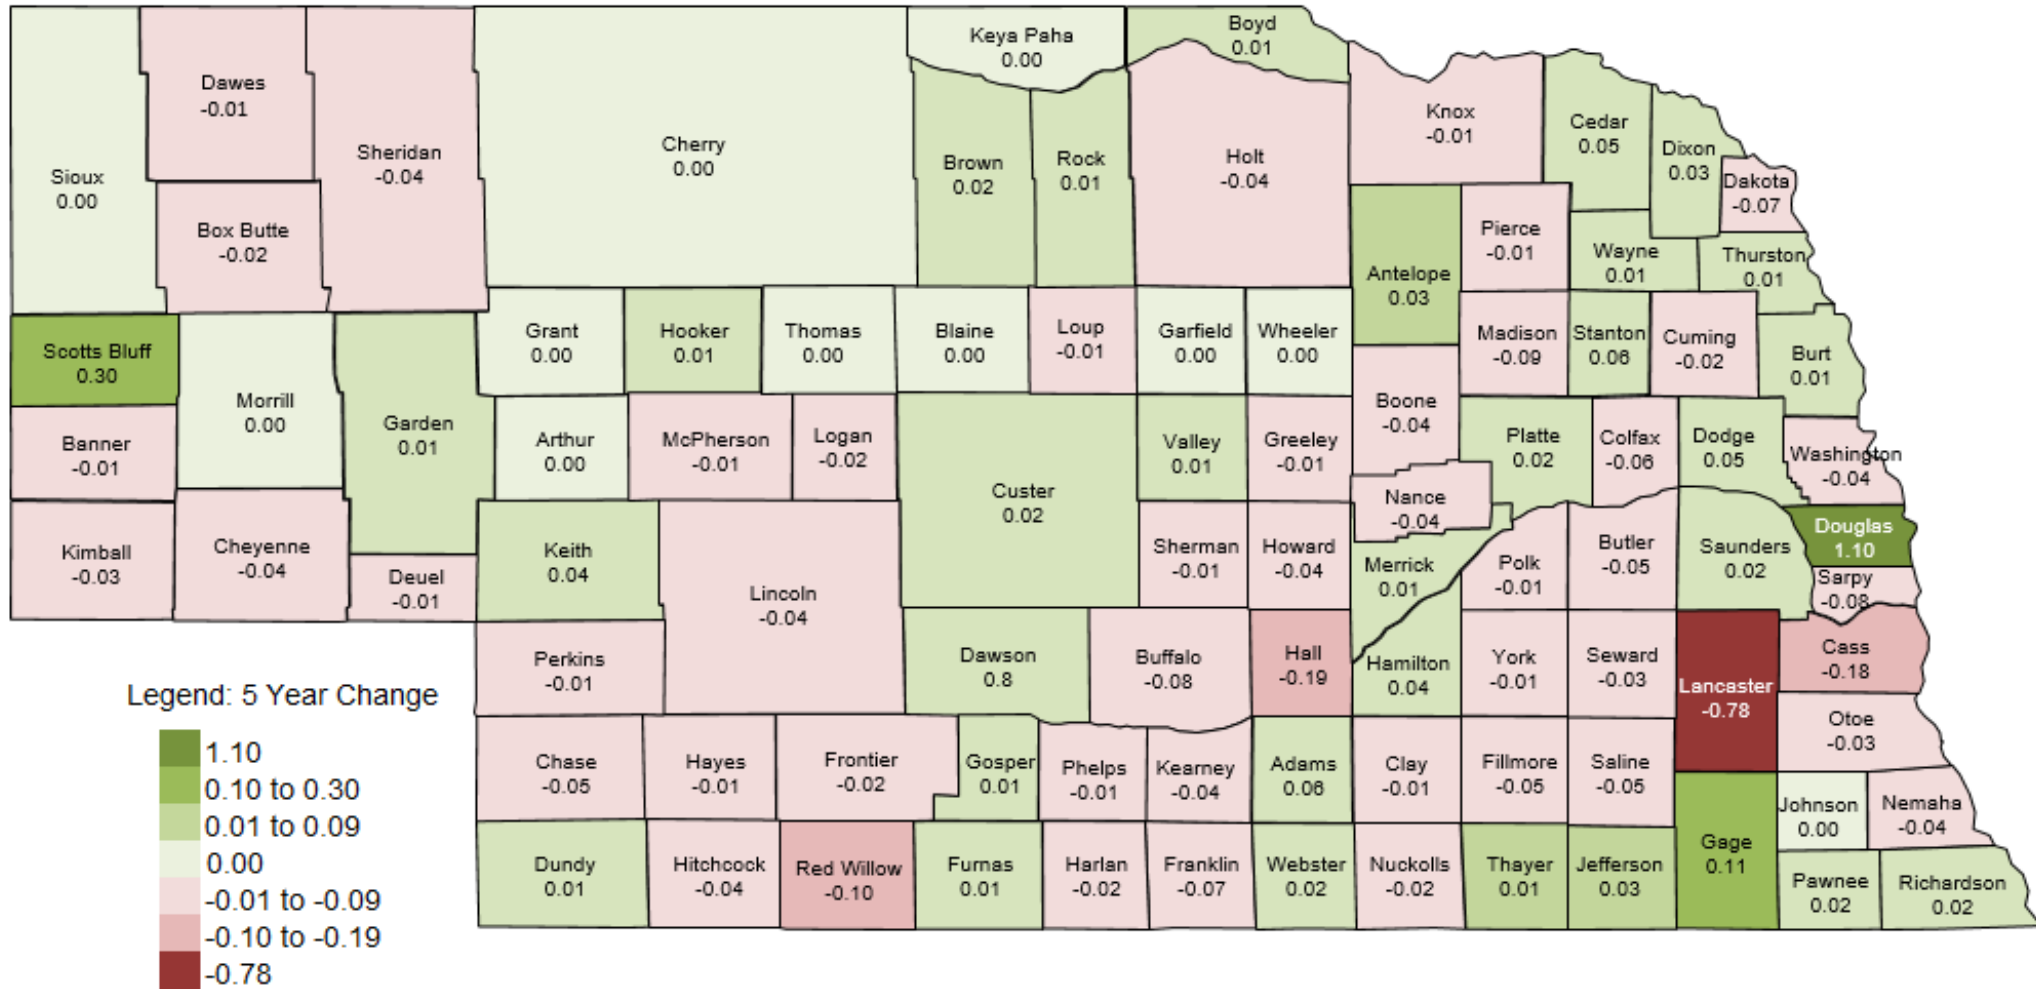 Keya Paha
0.00
Boyd
0.01
Dawes
-0.01
Sheridan
-0.04
Cherry
0.00
Sioux
0.00
Box Butte
-0.02
Brown
0.02
Rock
0.01
Holt
-0.04
Knox
-0.01
Cedar
0.05
Dixon
0.03
Dakota
-0.07
Antelope
0.03
Pierce
-0.01
Wayne
0.01
Thurston
0.01
Scotts Bluff
0.30
Morrill
0.00
Garden
0.01
Grant
0.00
Hooker
0.01
Thomas
0.00
Blaine
0.00
Loup
-0.01
Garfield
0.00
Wheeler
0.00
Madison
-0.09
Stanton
0.06
Cuming
-0.02
Burt
0.01
Banner
-0.01
Arthur
0.00
McPherson
-0.01
Logan
-0.02
Custer
0.02
Valley
0.01
Greeley
-0.01
Boone
-0.04
Platte
0.02
Colfax
-0.06
Dodge
0.05
Washington
-0.04
Nance
-0.04
Kimball
-0.03
Cheyenne
-0.04
Deuel
-0.01
Keith
0.04
Lincoln
-0.04
Sherman
-0.01
Howard
-0.04
Merrick
0.01
Polk
-0.01
Butler
-0.05
Saunders
0.02
Douglas
1.10
Sarpy
-0.08
Perkins
-0.01
Dawson
0.8
Buffalo
-0.08
Hall
-0.19
Hamilton
0.04
York
-0.01
Seward
-0.03
Lancaster
-0.78
Cass
-0.18
Otoe
-0.03
Chase
-0.05
Hayes
-0.01
Frontier
-0.02
Gosper
0.01
Phelps
-0.01
Kearney
-0.04
Adams
0.06
Clay
-0.01
Fillmore
-0.05
Saline
-0.05
Gage
0.11
Johnson
0.00
Nemaha
-0.04
Dundy
0.01
Hitchcock
-0.04
Red Willow
-0.10
Furnas
0.01
Harlan
-0.02
Franklin
-0.07
Webster
0.02
Nuckolls
-0.02
Thayer
0.01
Jefferson
0.03
Pawnee
0.02
Richardson
0.02
Legend: 5 Year Change
1.10
0.10 to 0.30
0.01 to 0.09
0.00
-0.01 to -0.09
-0.10 to -0.19
-0.78